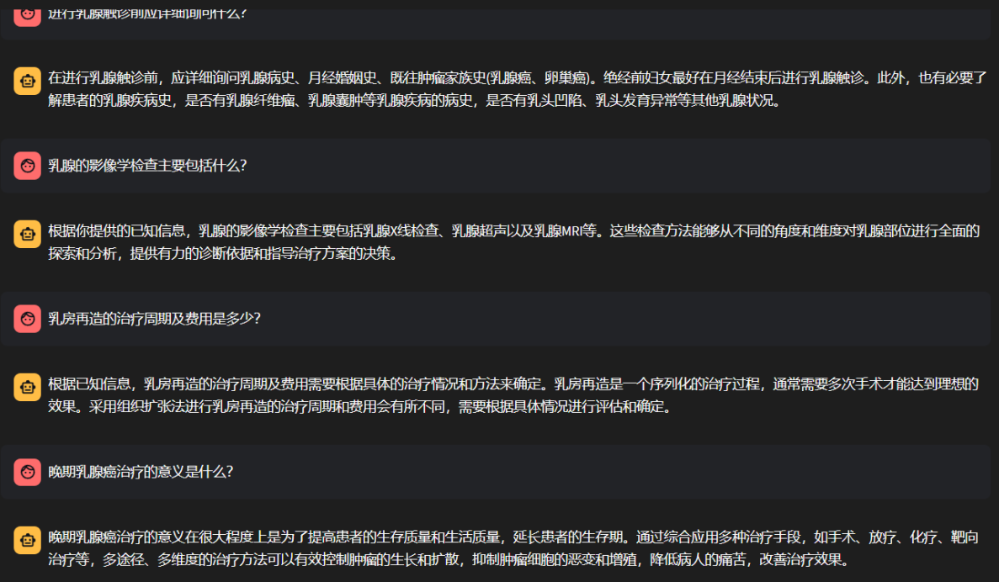 进行乳腺触诊前应详细询问什么?
在进行乳腺触诊前，应详细询问乳腺病史、月经婚姻史、既往肿瘤家族史(乳腺癌、卵巢癌)。绝经前妇女最好在月经结束后进行乳腺触诊。此外，也有必要了
解患者的乳腺疾病史，是否有乳腺纤维瘤、乳腺囊肿等乳腺疾病的病史，是否有乳头凹陷、乳头发育异常等其他乳腺状况。
乳腺的影像学检查主要包括什么?
根据你提供的已知信息，乳腺的影像学检查主要包括乳腺X线检查、乳腺超声以及乳腺MRI等。这些检查方法能够从不同的角度和维度对乳腺部位进行全面的
探索和分析，提供有力的诊断依据和指导治疗方案的决策。
乳房再造的治疗周期及费用是多少?
根据已知信息，乳房再造的治疗周期及费用需要根据具体的治疗情况和方法来确定。乳房再造是一个序列化的治疗过程，通常需要多次手术才能达到理想的
效果。采用组织扩张法进行乳房再造的治疗周期和费用会有所不同，需要根据具体情况进行评估和确定。
晚期乳腺癌治疗的意义是什么?
晚期乳腺癌治疗的意义在很大程度上是为了提高患者的生存质量和生活质量，延长患者的生存期。通过综合应用多种治疗手段，如手术、放疗、化疗、靶向
治疗等，多途径、多维度的治疗方法可以有效控制肿瘤的生长和扩散，抑制肿瘤细胞的恶变和增殖，降低病人的痛苦，改善治疗效果。